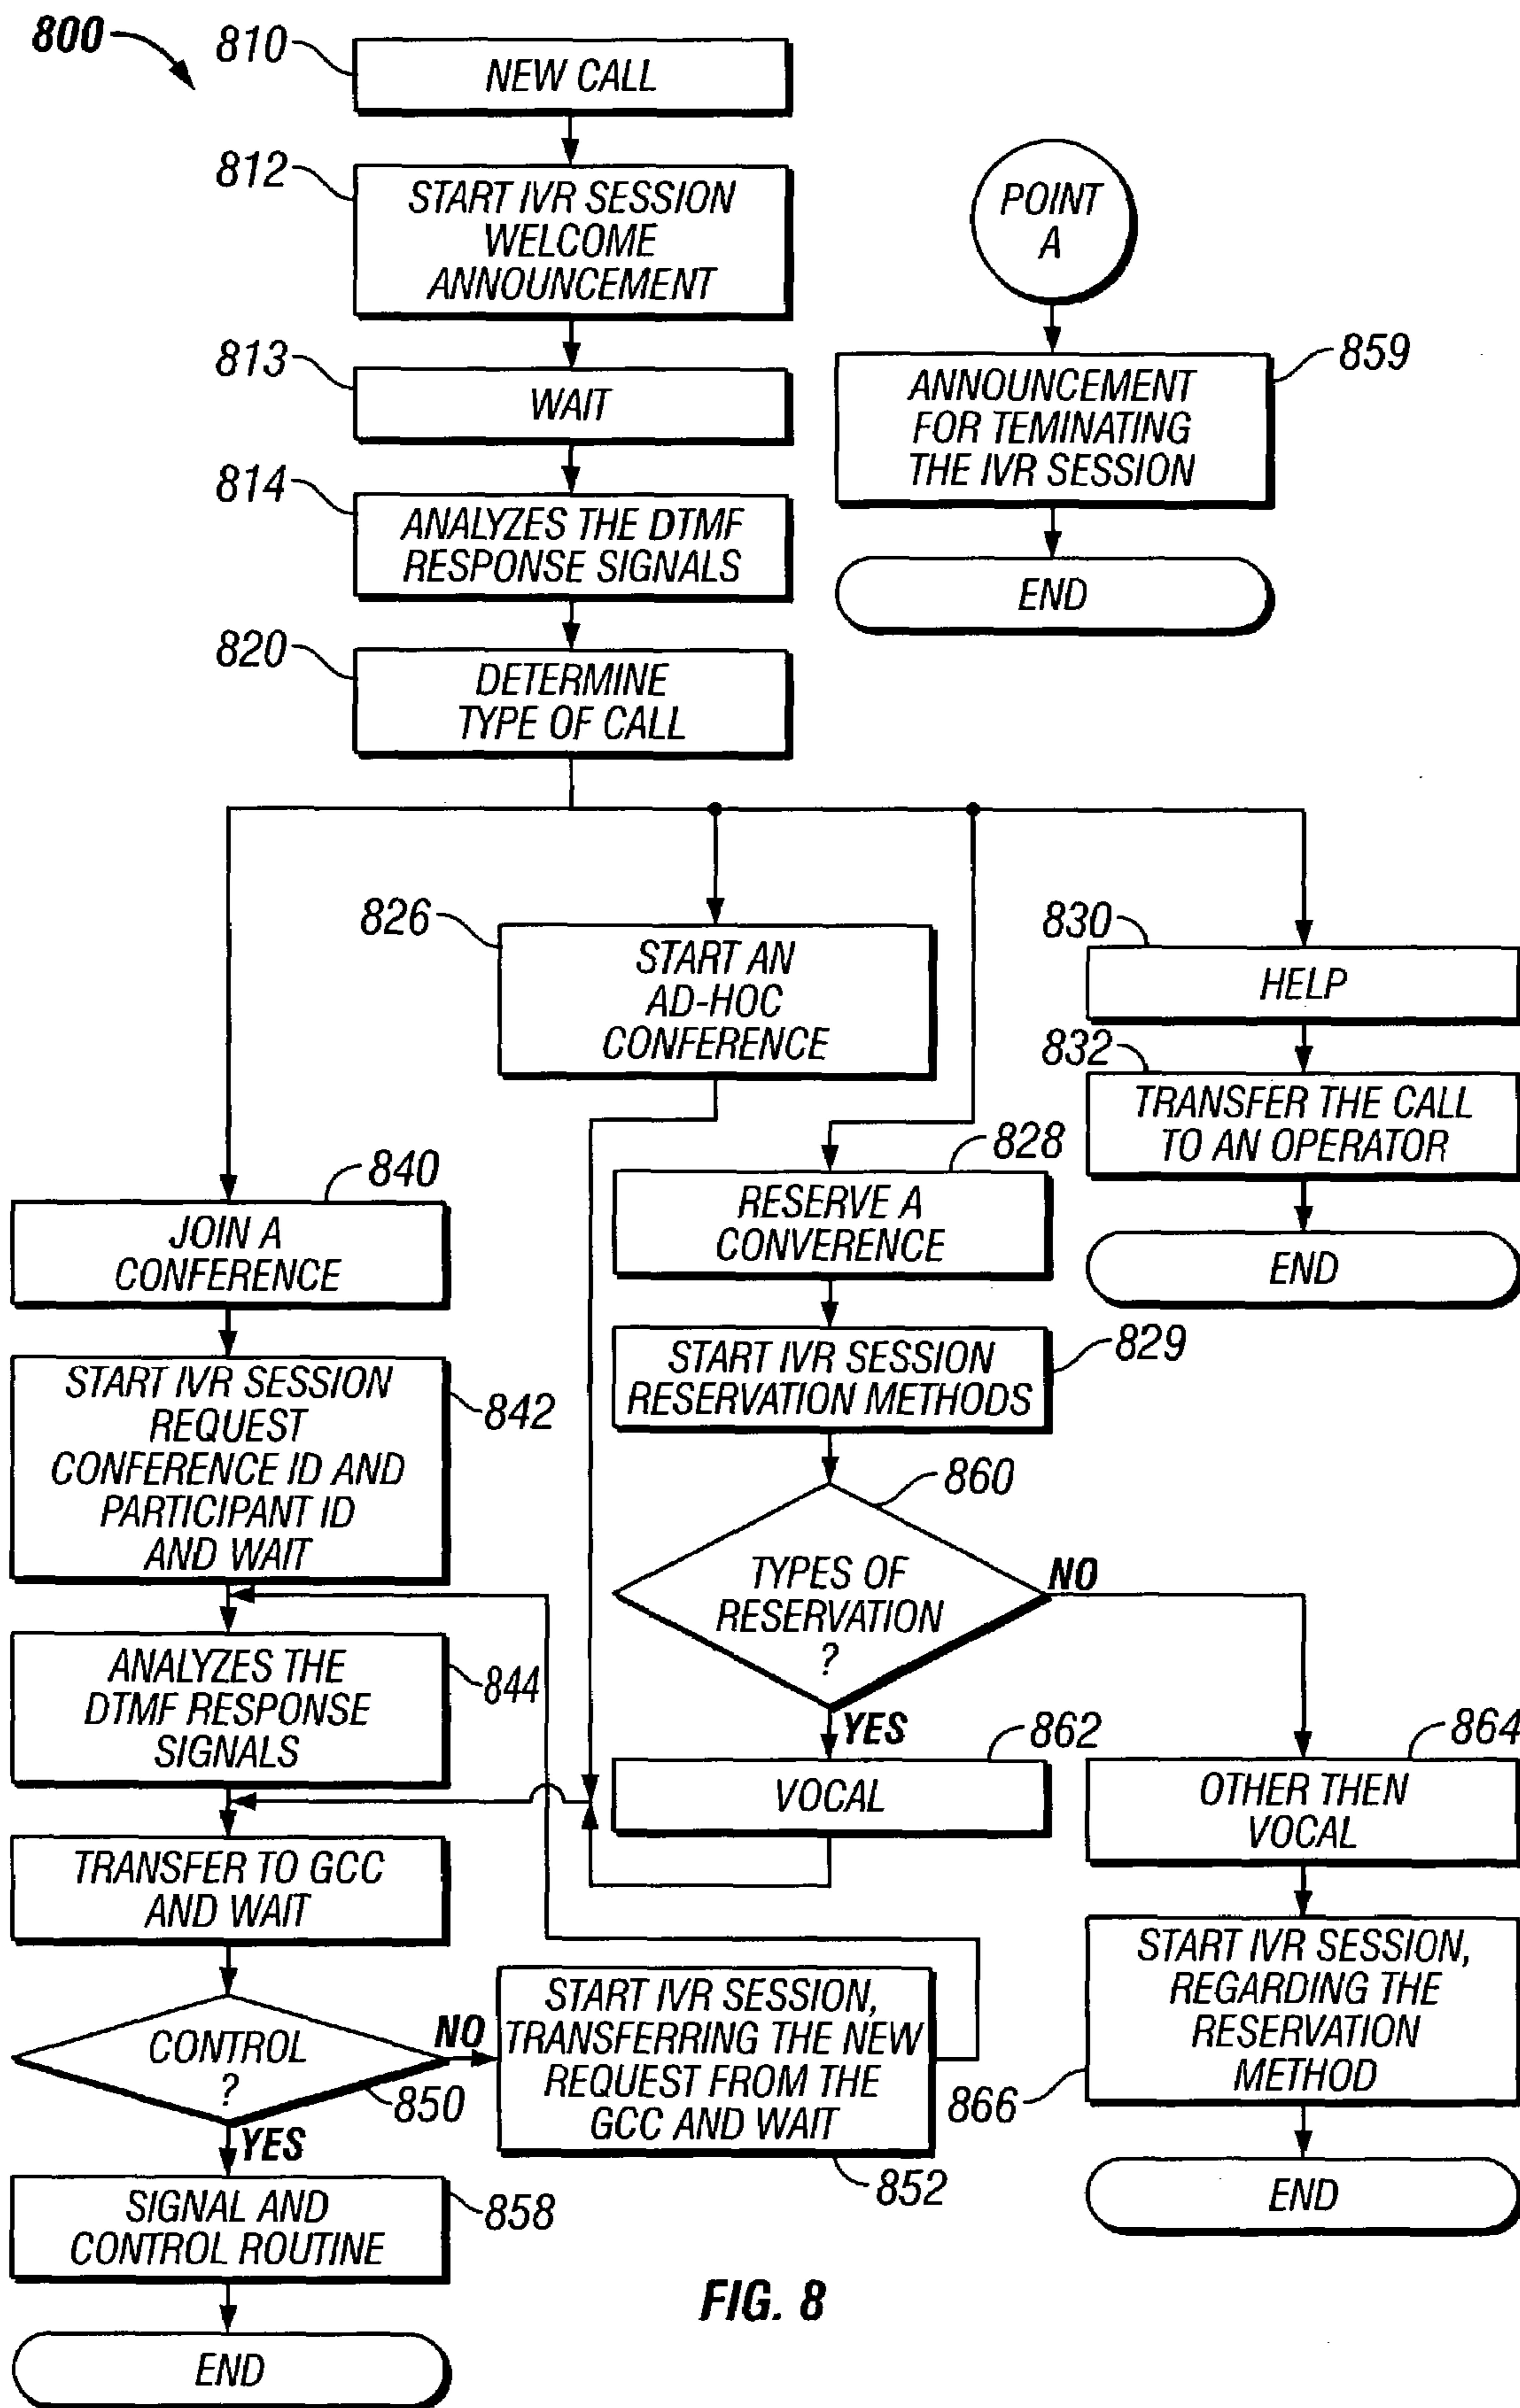 800
810
NEW CALL
812
START IVR SESSION
WELCOME
ANNOUNCEMENT
813
WAIT
814
ANALYZES THE DTMF
RESPONSE SIGNALS
820
DETERMINE
TYPE OF CALL
POINT
A
859
ANNOUNCEMENT
FOR TEMINATING
THE IVR SESSION
END
826
START AN
AD-HOC
CONFERENCE
830
HELP
832
TRANSFER THE CALL
TO AN OPERATOR
END
828
RESERVE A
CONVERENCE
829
START IVR SESSION
RESERVATION METHODS
860
TYPES OF
RESERVATION
?
NO
YES
862
VOCAL
864
OTHER THEN
VOCAL
866
START IVR SESSION,
REGARDING THE
RESERVATION
METHOD
END
840
JOIN A
CONFERENCE
842
START IVR SESSION
REQUEST
CONFERENCE ID AND
PARTICIPANT ID
AND WAIT
844
ANALYZES THE
DTMF RESPONSE
SIGNALS
TRANSFER TO GCC
AND WAIT
CONTROL
?
850
NO
START IVR SESSION,
TRANSFERRING THE NEW
REQUEST FROM THE
GCC AND WAIT
852
YES
858
SIGNAL AND
CONTROL ROUTINE
END
FIG. 8